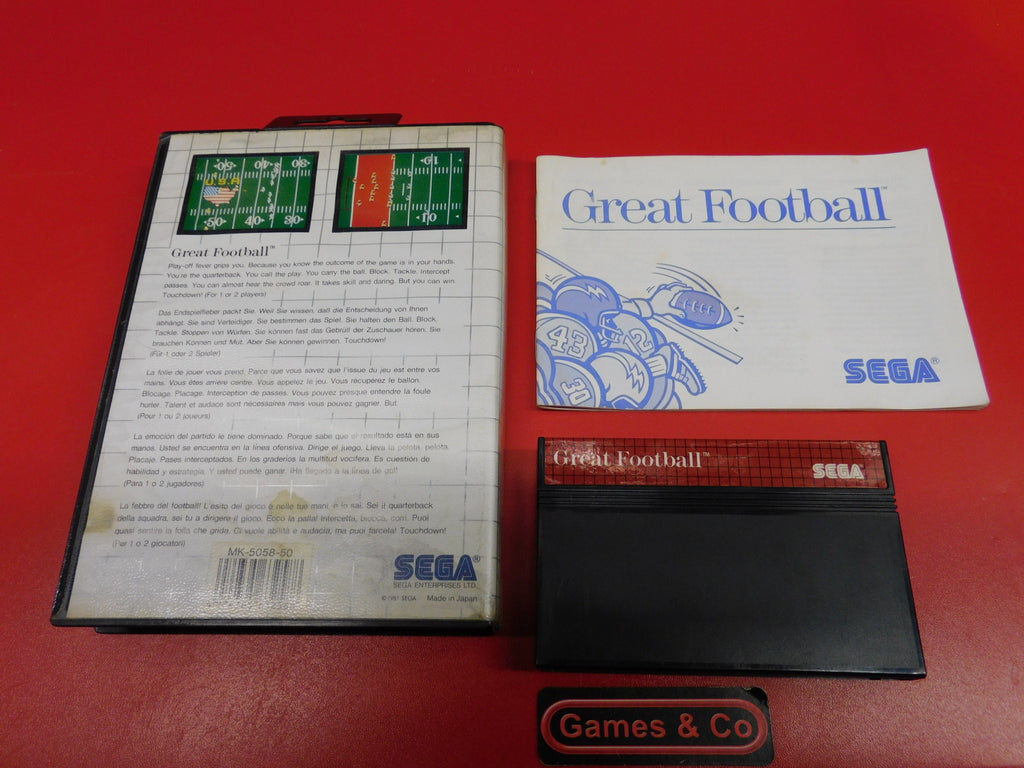 U.S.A
50 40 30
50 40 30
10
10
Great Football™
Play-off fever grips you. Because you know the outcome of the game is in your hands.
You're the quarterback. You call the play. You carry the ball. Block. Tackle. Intercept
passes. You can almost hear the crowd roar. It takes skill and daring. But you can win.
Touchdown! (For 1 or 2 players)
Das Endspielfieber packt Sie. Weil Sie wissen, daß die Entscheidung von Ihnen
abhängt. Sie sind Verteidiger. Sie bestimmen das Spiel. Sie halten den Ball. Block,
Tackle. Stoppen von Würfen. Sie können fast das Gebrüll der Zuschauer hören. Sie
brauchen Können und Mut. Aber Sie können gewinnen. Touchdown!
(Für 1 oder 2 Spieler)
La folie de jouer vous prend. Parce que vous savez que l'issue du jeu est entre vos
mains. Vous êtes arrière centre. Vous appelez le jeu. Vous récupérez le ballon.
Blocage. Placage. Interception de passes. Vous pouvez presque entendre la foule
hurler. Talent et audace sont nécessaires mais vous pouvez gagner. But.
(Pour 1 ou 2 joueurs)
La emoción del partido le tiene dominado. Porque sabe que el resultado está en sus
manos. Usted se encuentra en la línea ofensiva. Dirige el juego. Lleva la pelota, pelota.
Placaje. Pases interceptados. En los graderios la multitud vocifera. Es cuestión de
habilidad y estrategia. Y usted puede ganar. ¡Ha llegado a la línea de gol!
(Para 1 o 2 jugadores)
La febbre del football! L'esito del gioco è nelle tue mani, e lo sai. Sei il quarterback
della squadra, sei tu a dirigere il gioco. Ecco la palla! Intercetta, blocca, corri. Puoi
quasi sentire la folla che grida. Ci vuole abilità e audacia, ma puoi farcela! Touchdown!
(Per 1 o 2 giocatori)
MK-5058-50
SEGA®
SEGA ENTERPRISES LTD.
© 1987 SEGA Made in Japan
Great Football™
43
2
30
SEGA®
Great Football™
SEGA
Games & Co